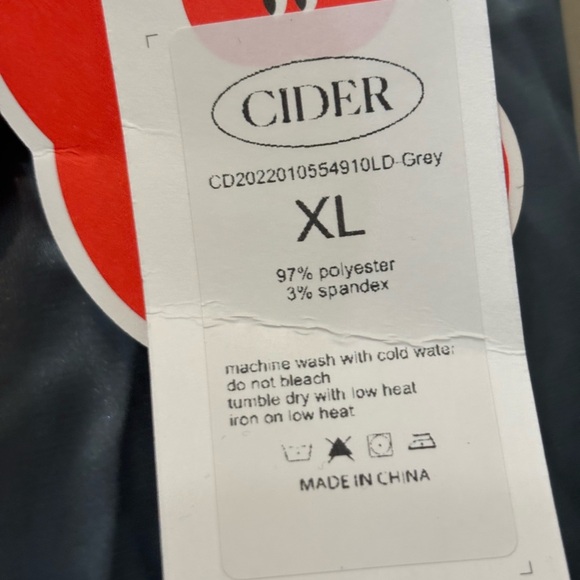 CIDER
CD2022010554910LD-Grey
XL
97% polyester
3% spandex
machine wash with cold water
do not bleach
tumble dry with low heat
iron on low heat
MADE IN CHINA